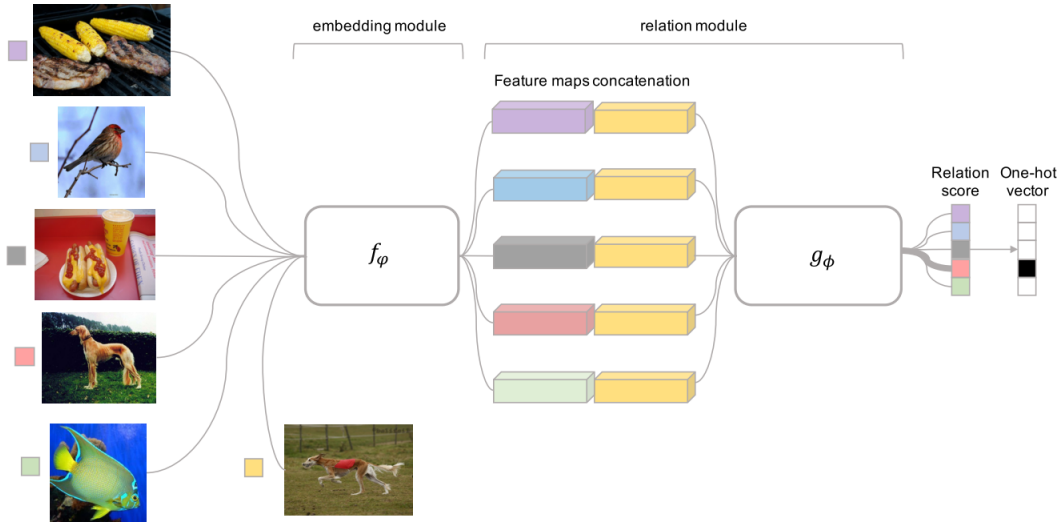 embedding module
relation module
Feature maps concatenation
Relation
score
One-hot
vector
fφ
gϕ